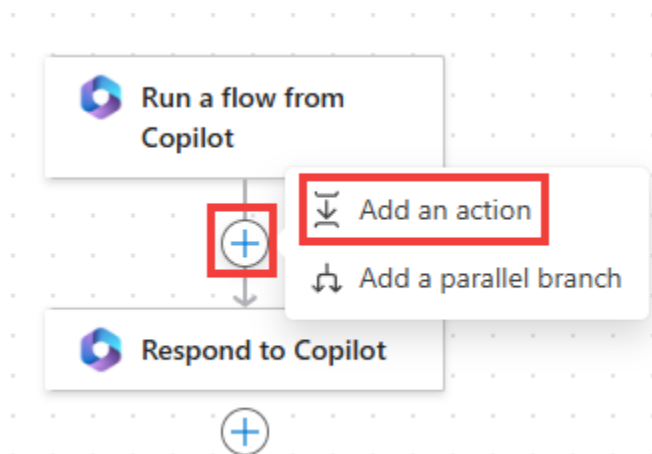 Run a flow from
Copilot
Add an action
Add a parallel branch
Respond to Copilot